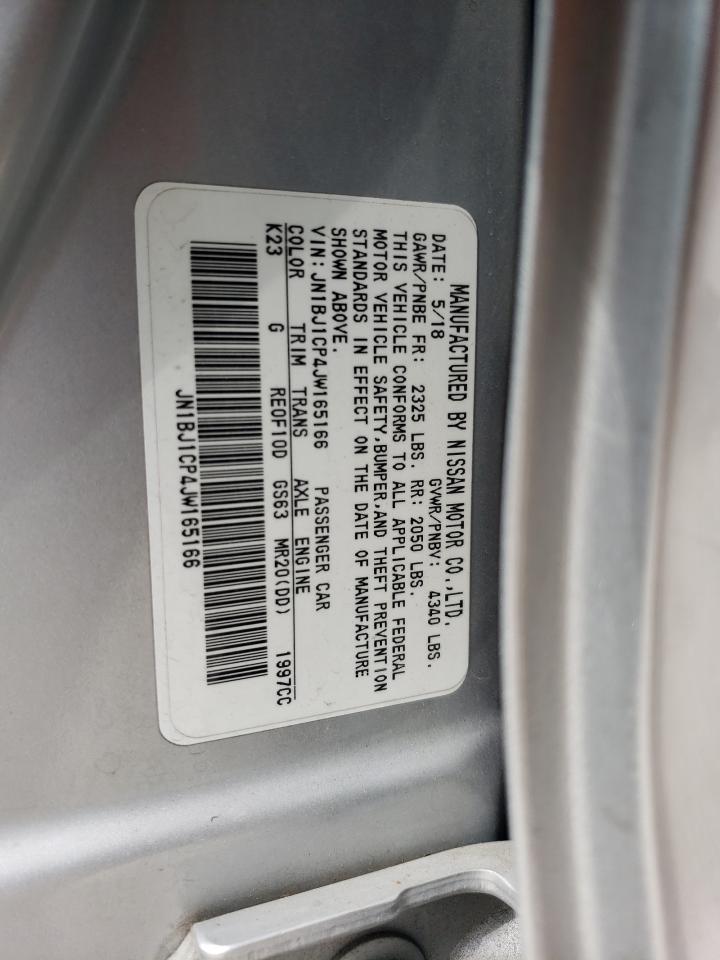 MANUFACTURED BY NISSAN MOTOR CO.,LTD.
DATE: 5/18 GVWR/PNBV: 4340 LBS.
GAWR/PNBE FR: 2325 LBS. RR: 2050 LBS.
THIS VEHICLE CONFORMS TO ALL APPLICABLE FEDERAL
MOTOR VEHICLE SAFETY,BUMPER,AND THEFT PREVENTION
STANDARDS IN EFFECT ON THE DATE OF MANUFACTURE
SHOWN ABOVE.
VIN: JN1BJ1CP4JW165166 PASSENGER CAR
COLOR TRIM TRANS AXLE ENGINE
K23 G RE0F10D GS63 MR20(DD) 1997CC
JN1BJ1CP4JW165166